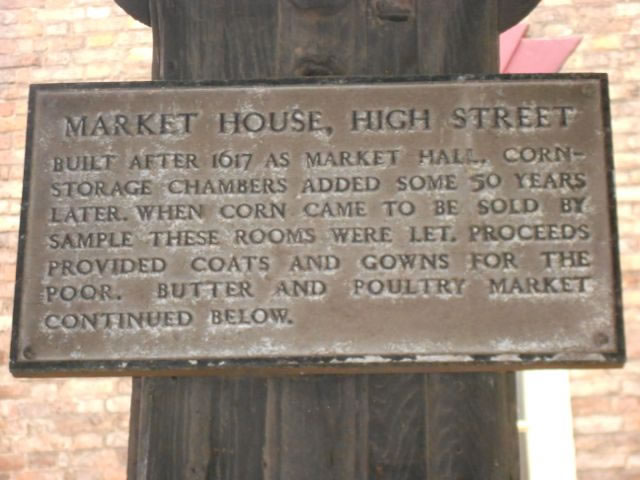 MARKET HOUSE, HIGH STREET
BUILT AFTER 1617 AS MARKET HALL, CORN-
STORAGE CHAMBERS ADDED SOME 50 YEARS
LATER. WHEN CORN CAME TO BE SOLD BY
SAMPLE THESE ROOMS WERE LET. PROCEEDS
PROVIDED COATS AND GOWNS FOR THE
POOR. BUTTER AND POULTRY MARKET
CONTINUED BELOW.